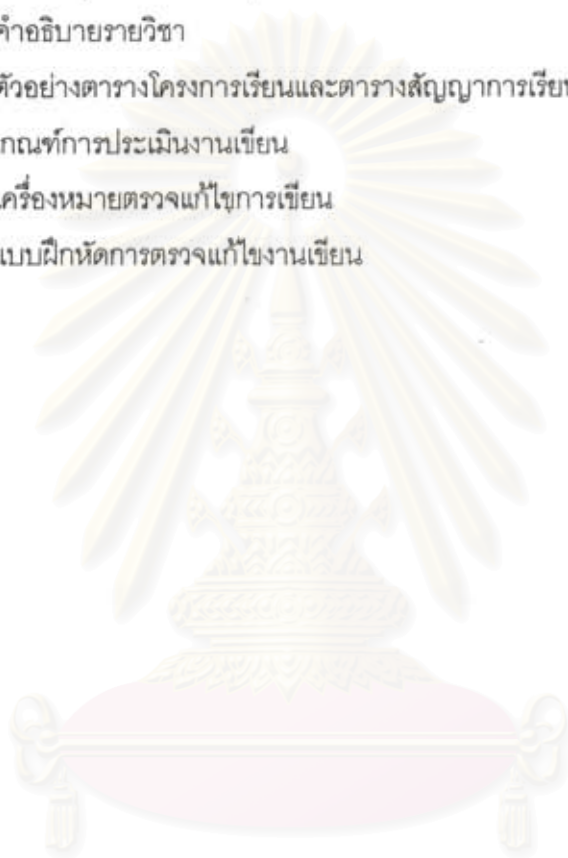 คำอธิบายรายวิชา
ตัวอย่างตารางโครงการเรียนและตารางสัญญาการเรียน
กณฑ์การประเมินงานเขียน
ครื่องหมายตรวจแก้ไขการเขียน
แบบฝึกหัดการตรวจแก้ไขงานเขียน